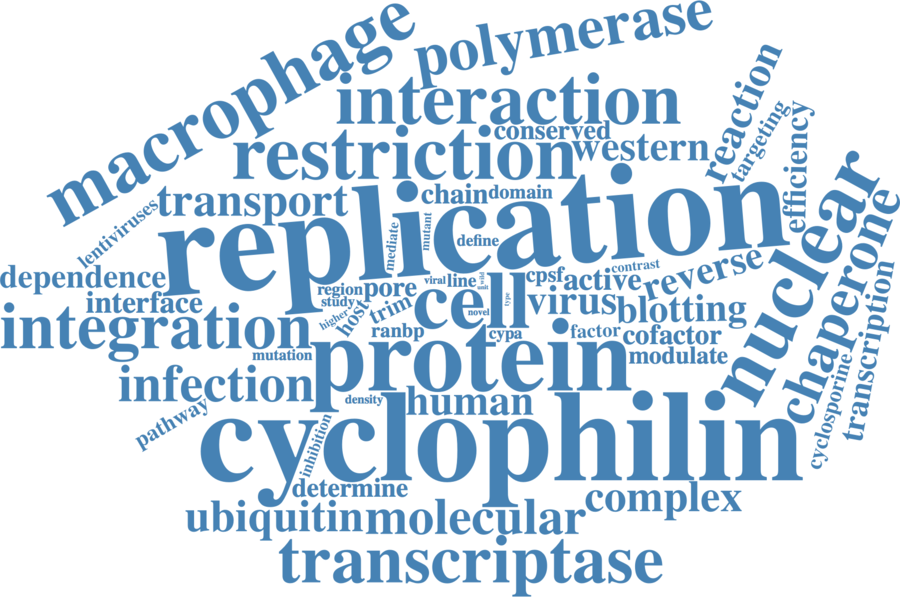 macrophage
polymerase
interaction
conserved
restriction
western
reaction
targeting
efficiency
lentiviruses
transport
chain
domain
replication
mediate
mutant
define
nuclear
chaperone
dependence
interface
region
pore
study
viral
line
wild
unit
cpsf
contrast
active
reverse
cell
type
virus
blotting
integration
higher
host
trim
novel
ranbp
cypa
factor
cofactor
modulate
mutation
protein
infection
density
human
transcription
cyclosporine
pathway
cyclophilin
inhibition
determine
complex
ubiquitin
molecular
transcriptase